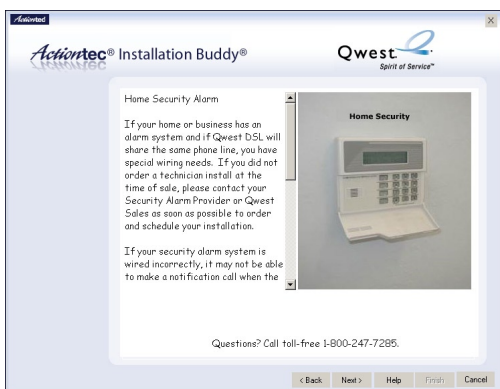 Actiontec
Actiontec® Installation Buddy®
Qwest.
Spirit of Service™
Home Security Alarm
If your home or business has an
alarm system and if Qwest DSL will
share the same phone line, you have
special wiring needs. If you did not
order a technician install at the
time of sale, please contact your
Security Alarm Provider or Qwest
Sales as soon as possible to order
and schedule your installation.
If your security alarm system is
wired incorrectly, it may not be able
to make a notification call when the
Home Security
Questions? Call toll-free 1-800-247-7285.
< Back Next > Help Finish Cancel